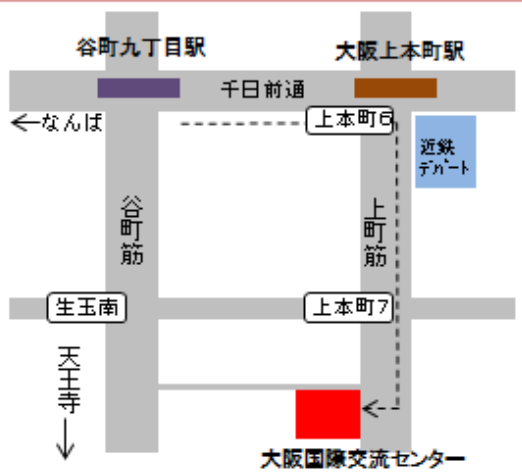 谷町九丁目駅
大阪上本町駅
千日前通
←なんば
上本町6
近鉄
デパート
谷町筋
上町筋
生玉南
上本町7
天王寺
大阪国際交流センター